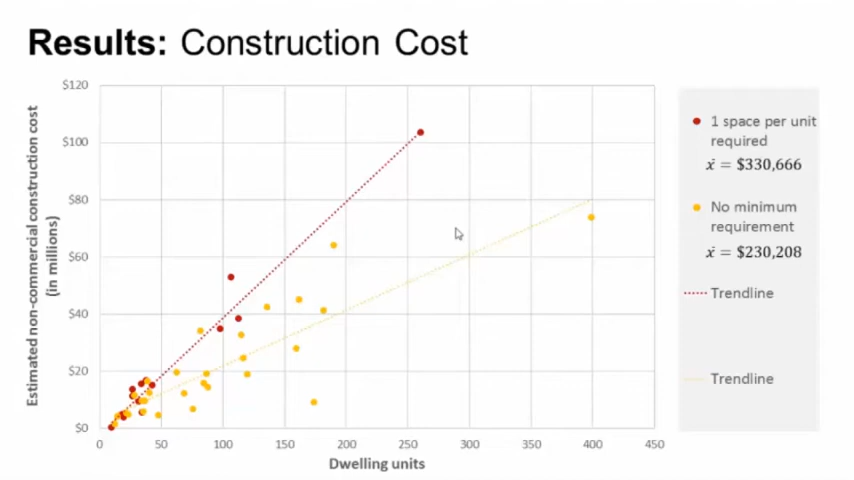 Results: Construction Cost
Estimated non-commercial construction cost
(in millions)
$120
$100
$80
$60
$40
$20
$0
0 50 100 150 200 250 300 350 400 450
Dwelling units
1 space per unit
required
x̄ = $330,666
No minimum
requirement
x̄ = $230,208
Trendline
Trendline